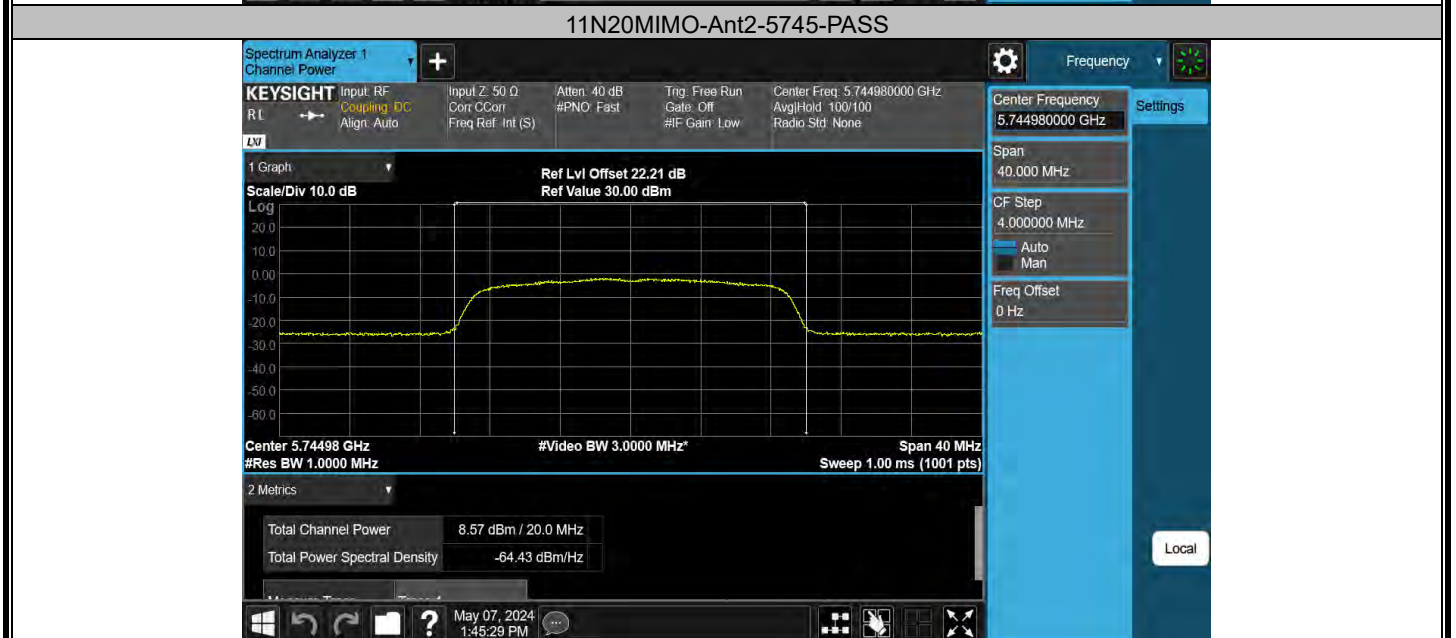 11N20MIMO-Ant2-5745-PASS
Spectrum Analyzer 1
Channel Power
Frequency
KEYSIGHT
RL
LXI
Input: RF
Coupling: DC
Align: Auto
Input Z: 50 Ω
Corr CCorr
Freq Ref: Int (S)
Atten: 40 dB
#PNO: Fast
Trig: Free Run
Gate: Off
#IF Gain: Low
Center Freq: 5.744980000 GHz
Avg|Hold: 100/100
Radio Std: None
Center Frequency
5.744980000 GHz
Settings
Span
40.000 MHz
CF Step
4.000000 MHz
Auto
Man
Freq Offset
0 Hz
1 Graph
Scale/Div 10.0 dB
Ref Lvl Offset 22.21 dB
Ref Value 30.00 dBm
Log
20.0
10.0
0.00
-10.0
-20.0
-30.0
-40.0
-50.0
-60.0
Center 5.74498 GHz
#Video BW 3.0000 MHz*
Span 40 MHz
#Res BW 1.0000 MHz
Sweep 1.00 ms (1001 pts)
2 Metrics
Total Channel Power 8.57 dBm / 20.0 MHz
Total Power Spectral Density -64.43 dBm/Hz
Local
May 07, 2024
1:45:29 PM